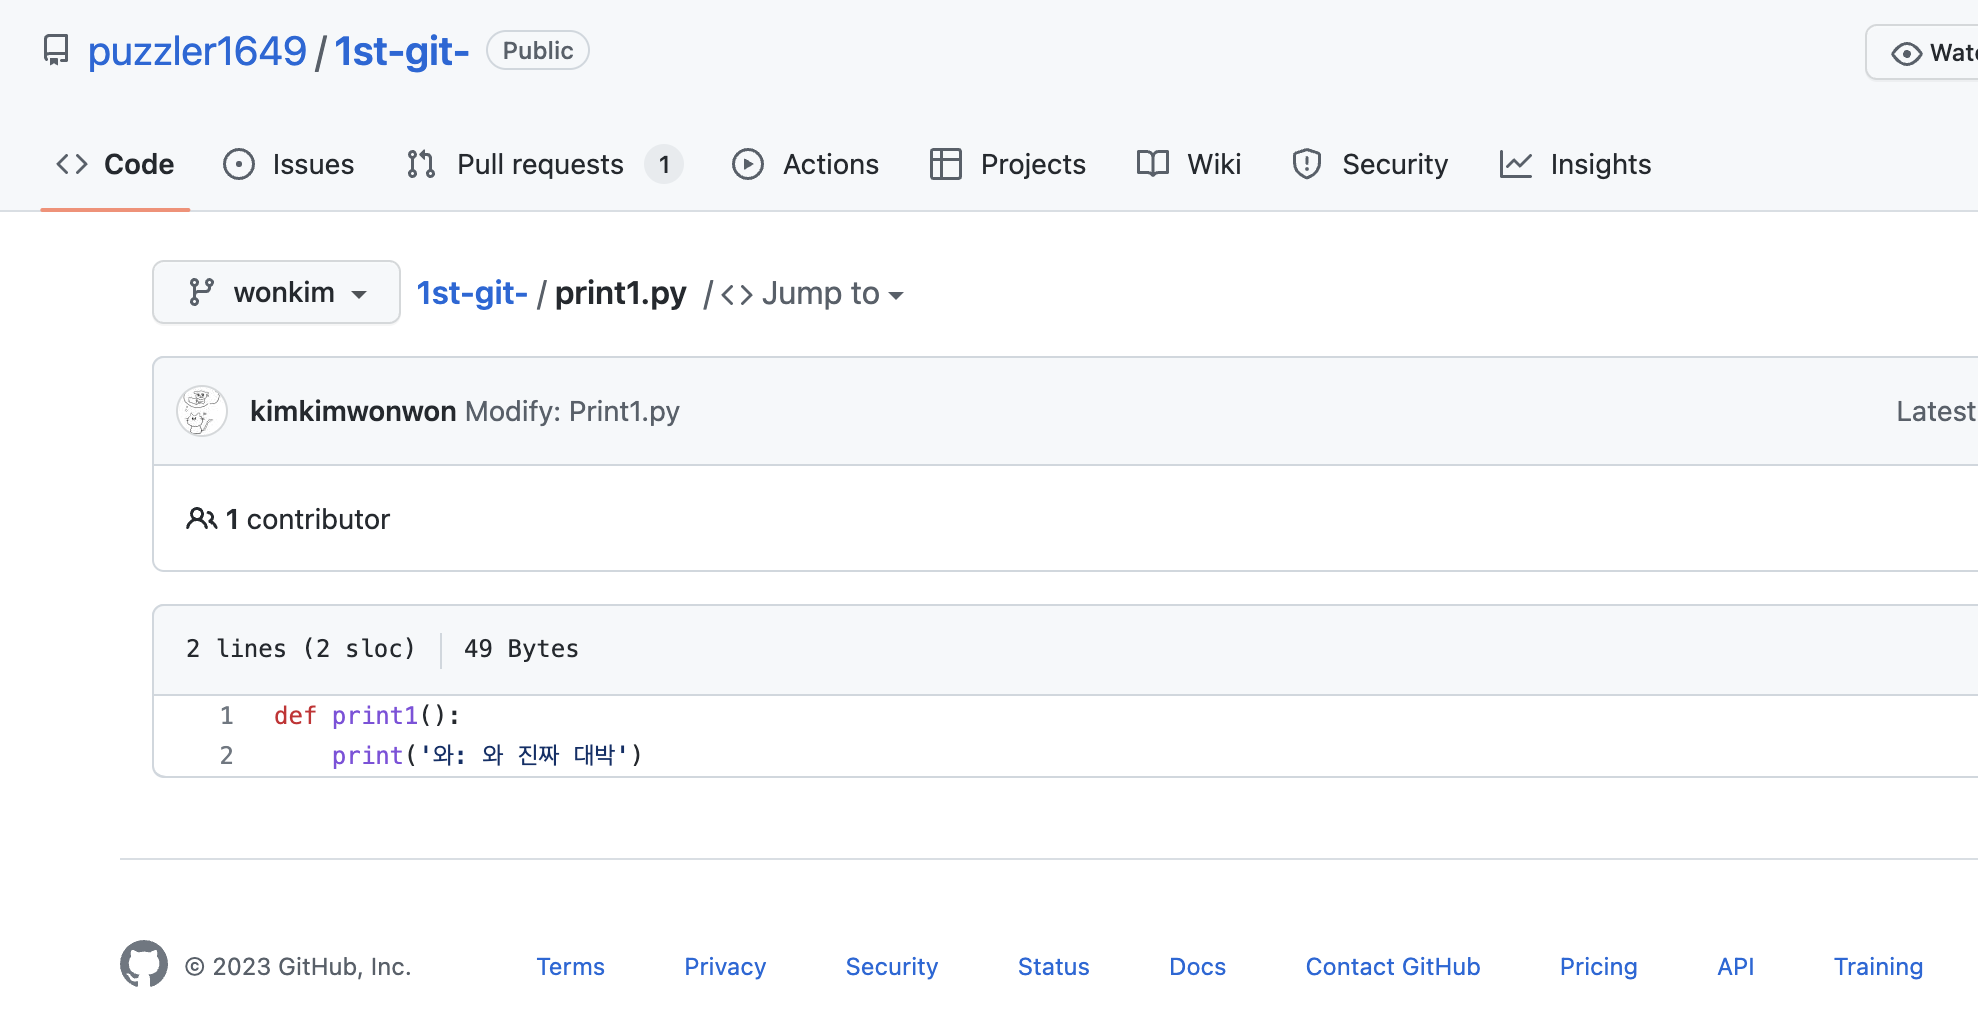 puzzler1649 / 1st-git- Public
Code Issues Pull requests 1 Actions Projects Wiki Security Insights
wonkim 1st-git- / print1.py / <> Jump to
kimkimwonwon Modify: Print1.py Latest
1 contributor
2 lines (2 sloc) 49 Bytes
1 def print1():
2     print('와: 와 진짜 대박')
© 2023 GitHub, Inc. Terms Privacy Security Status Docs Contact GitHub Pricing API Training